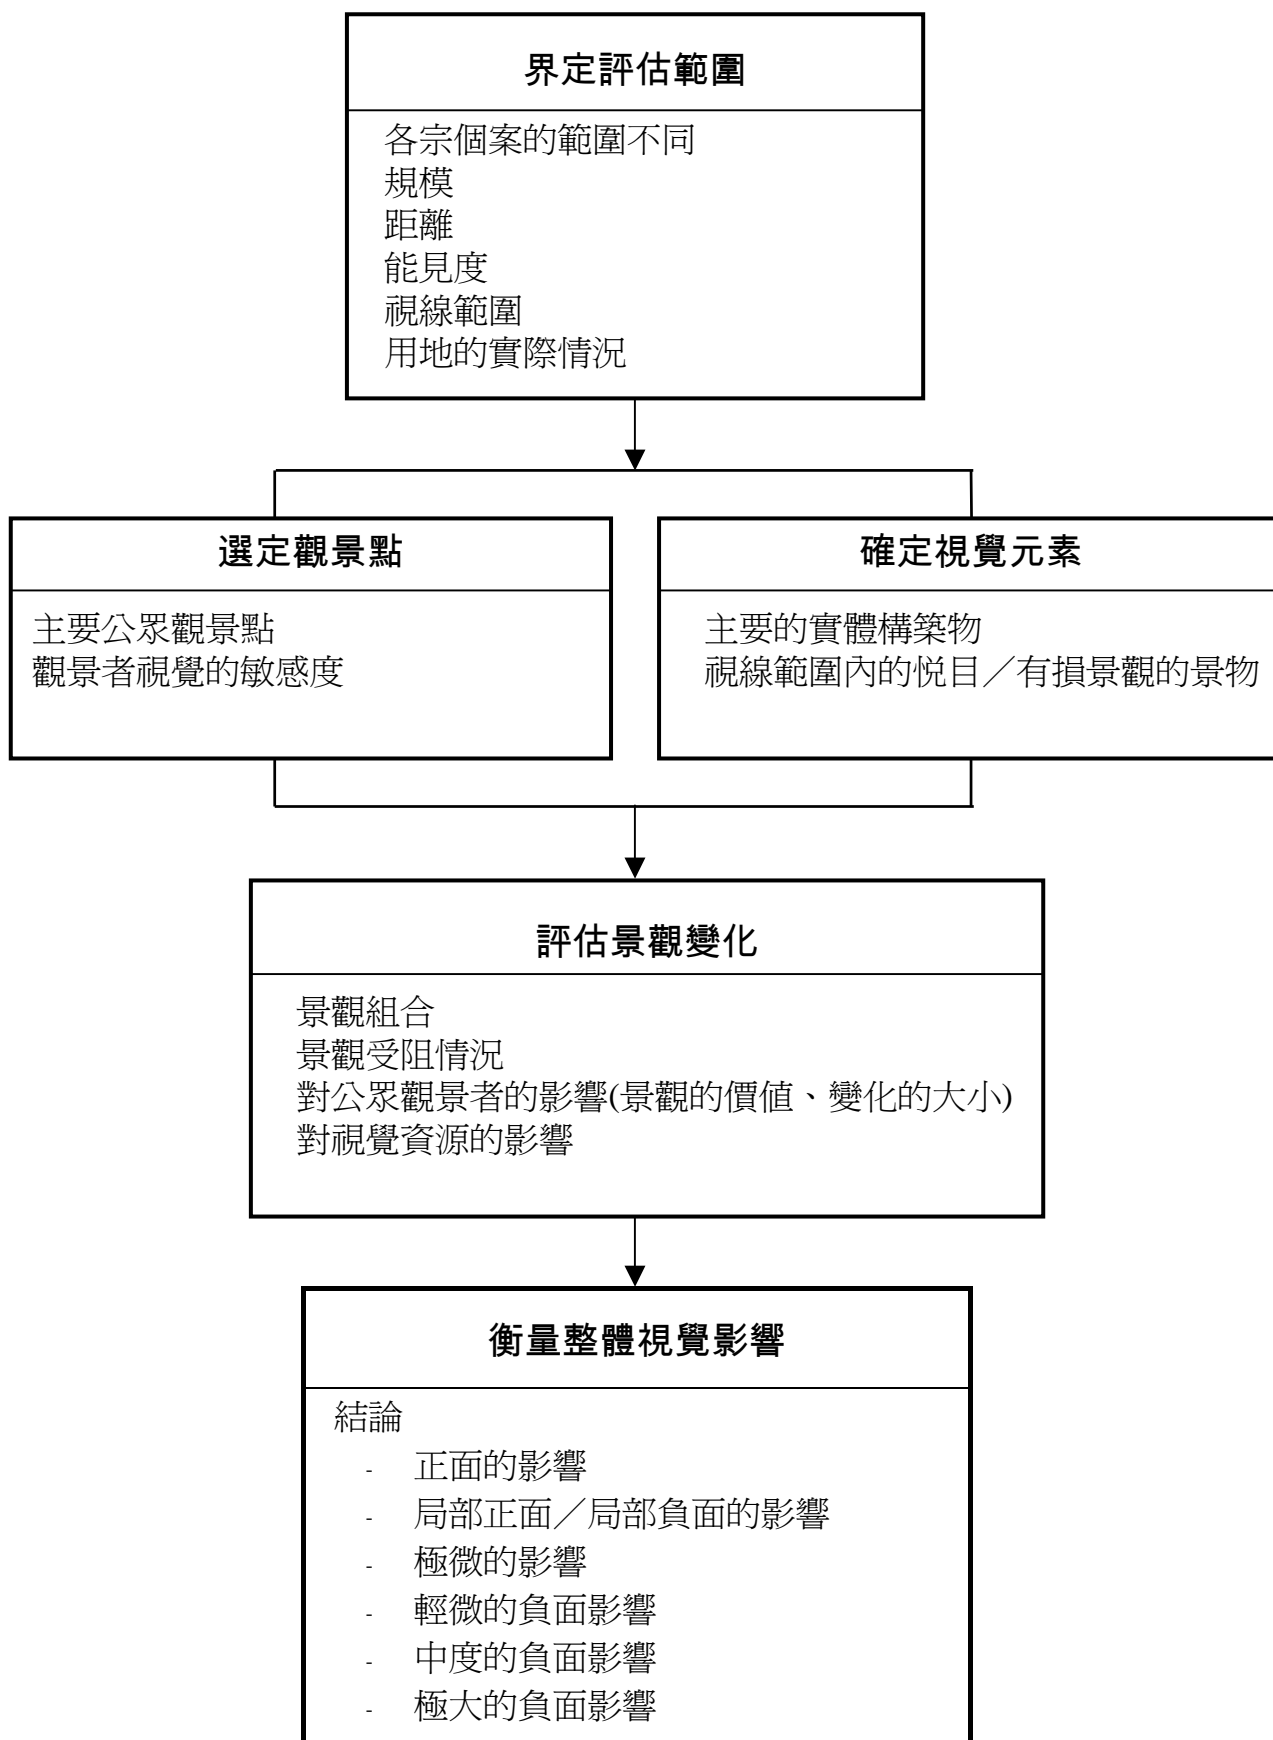 界定評估範圍
各宗個案的範圍不同
規模
距離
能見度
視線範圍
用地的實際情況
選定觀景點
主要公眾觀景點
觀景者視覺的敏感度
確定視覺元素
主要的實體構築物
視線範圍內的悅目／有損景觀的景物
評估景觀變化
景觀組合
景觀受阻情況
對公眾觀景者的影響(景觀的價值、變化的大小)
對視覺資源的影響
衡量整體視覺影響
結論
- 正面的影響
- 局部正面／局部負面的影響
- 極微的影響
- 輕微的負面影響
- 中度的負面影響
- 極大的負面影響